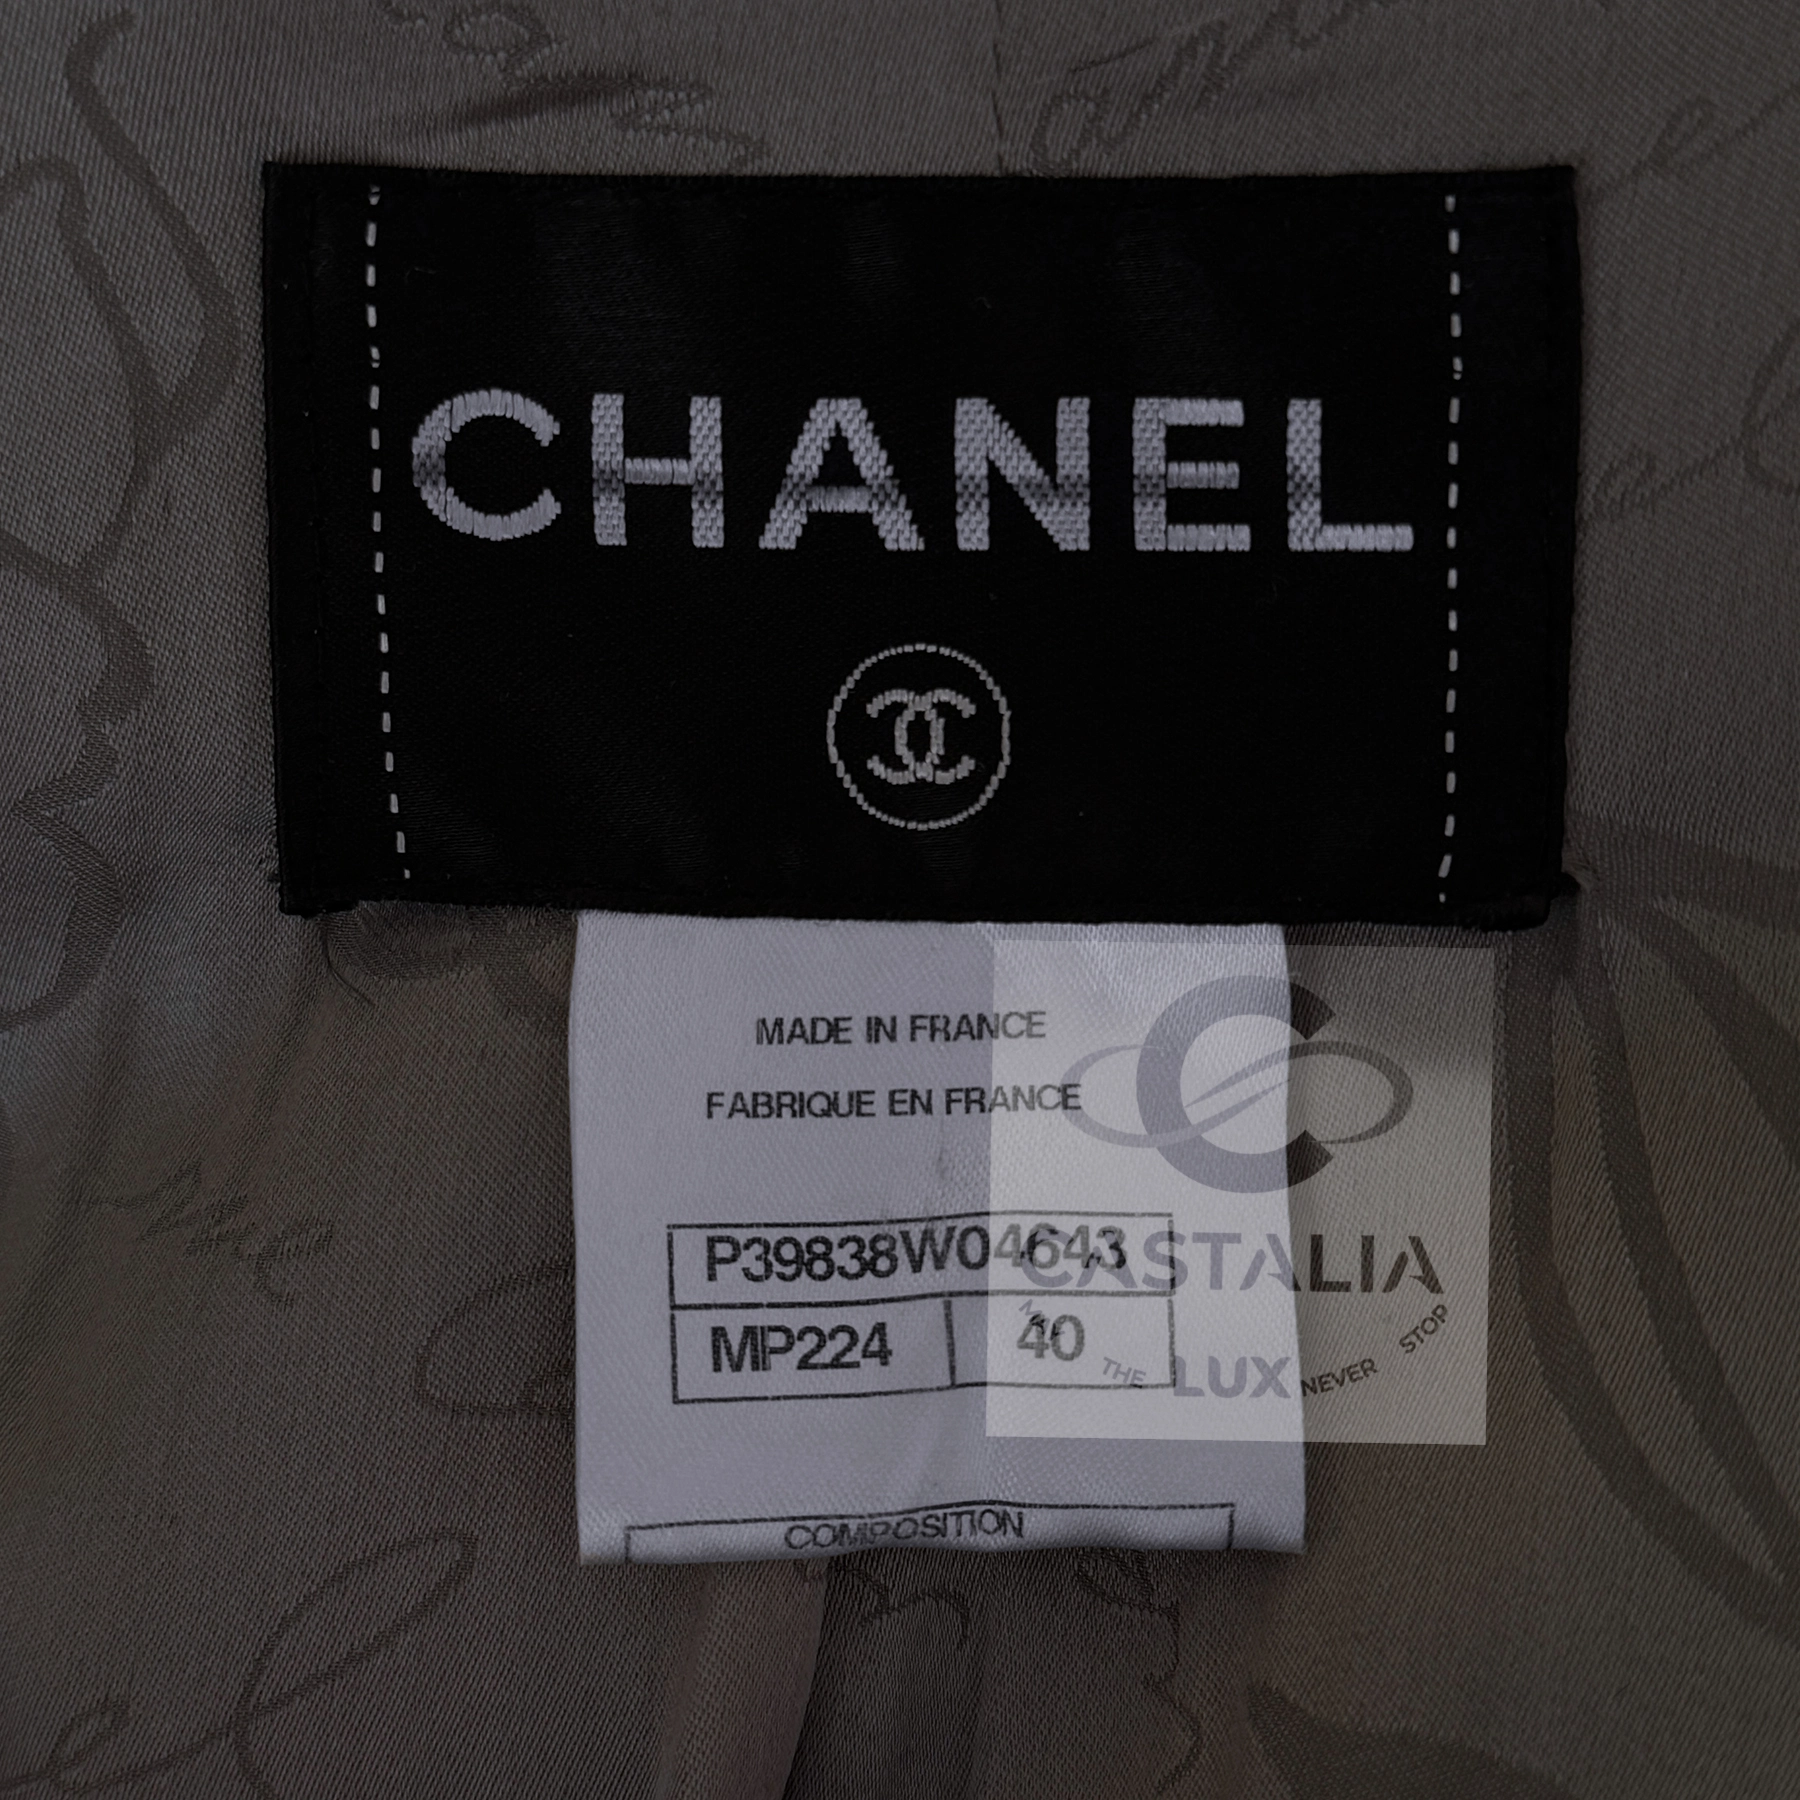 CHANEL
MADE IN FRANCE
FABRIQUE EN FRANCE
P39838W04643
MP224 40
COMPOSITION
CASTALIA
THE LUX NEVER STOP